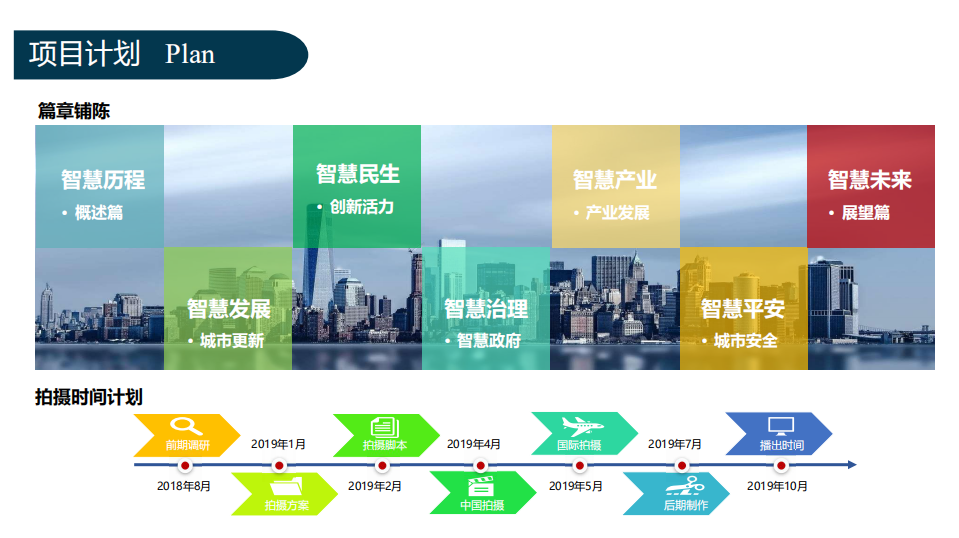 项目计划 Plan
篇章铺陈
智慧历程
• 概述篇
智慧民生
• 创新活力
智慧产业
• 产业发展
智慧未来
• 展望篇
智慧发展
• 城市更新
智慧治理
• 智慧政府
智慧平安
• 城市安全
拍摄时间计划
前期调研
2019年1月
拍摄脚本
2019年4月
国际拍摄
2019年7月
播出时间
2018年8月
拍摄方案
2019年2月
中国拍摄
2019年5月
后期制作
2019年10月